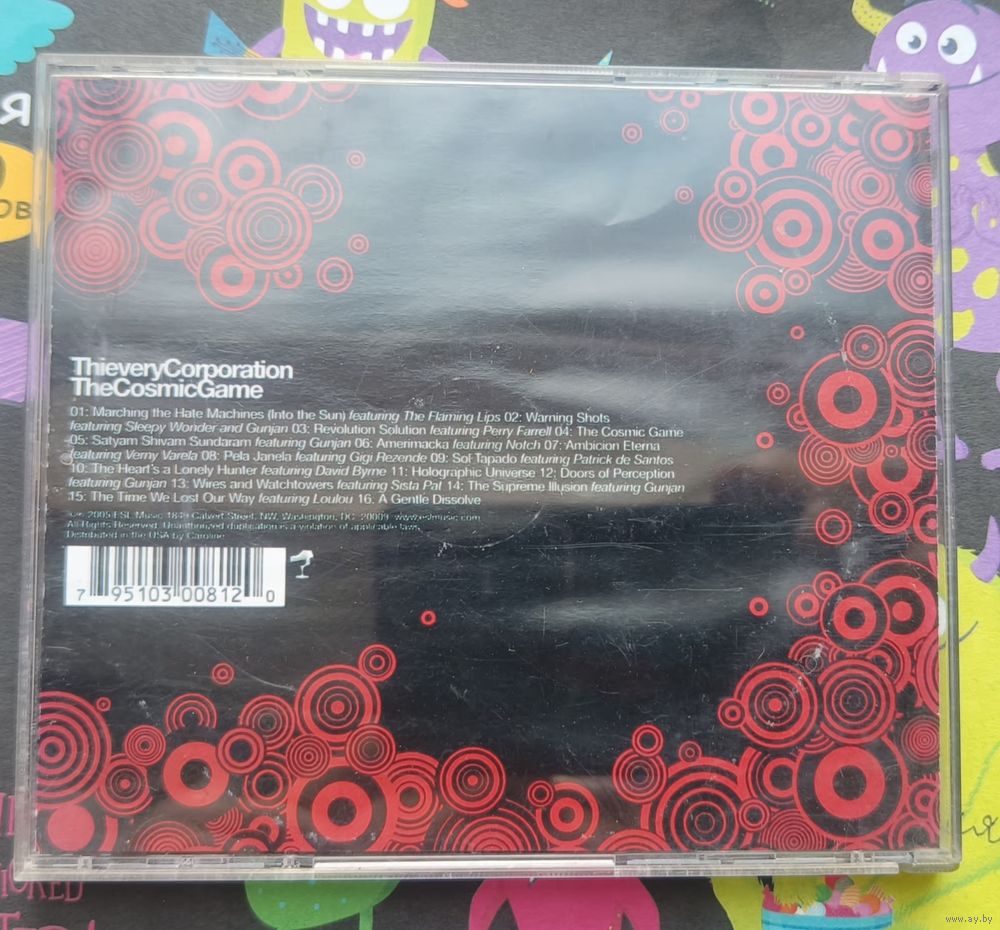 Я
ОВ
ThieveryCorporation
TheCosmicGame
01: Marching the Hate Machines (Into the Sun) featuring The Flaming Lips 02: Warning Shots
featuring Sleepy Wonder and Gunjan 03: Revolution Solution featuring Perry Farrell 04: The Cosmic Game
05: Satyam Shivam Sundaram featuring Gunjan 06: Amerimacka featuring Notch 07: Ambicion Eterna
featuring Verny Varela 08: Pela Janela featuring Gigi Rezende 09: Sol Tapado featuring Patrick de Santos
10: The Heart's a Lonely Hunter featuring David Byrne 11: Holographic Universe 12: Doors of Perception
featuring Gunjan 13: Wires and Watchtowers featuring Sista Pat 14: The Supreme Illusion featuring Gunjan
15: The Time We Lost Our Way featuring Loulou 16. A Gentle Dissolve
2005 ESL Music 1849 Calvert Street, NW, Washington, DC 20009 www.eslmusic.com
All Rights Reserved. Unauthorized duplication is a violation of applicable laws.
Distributed in the USA by Caroline
7 95103 00812 0
www.ay.by